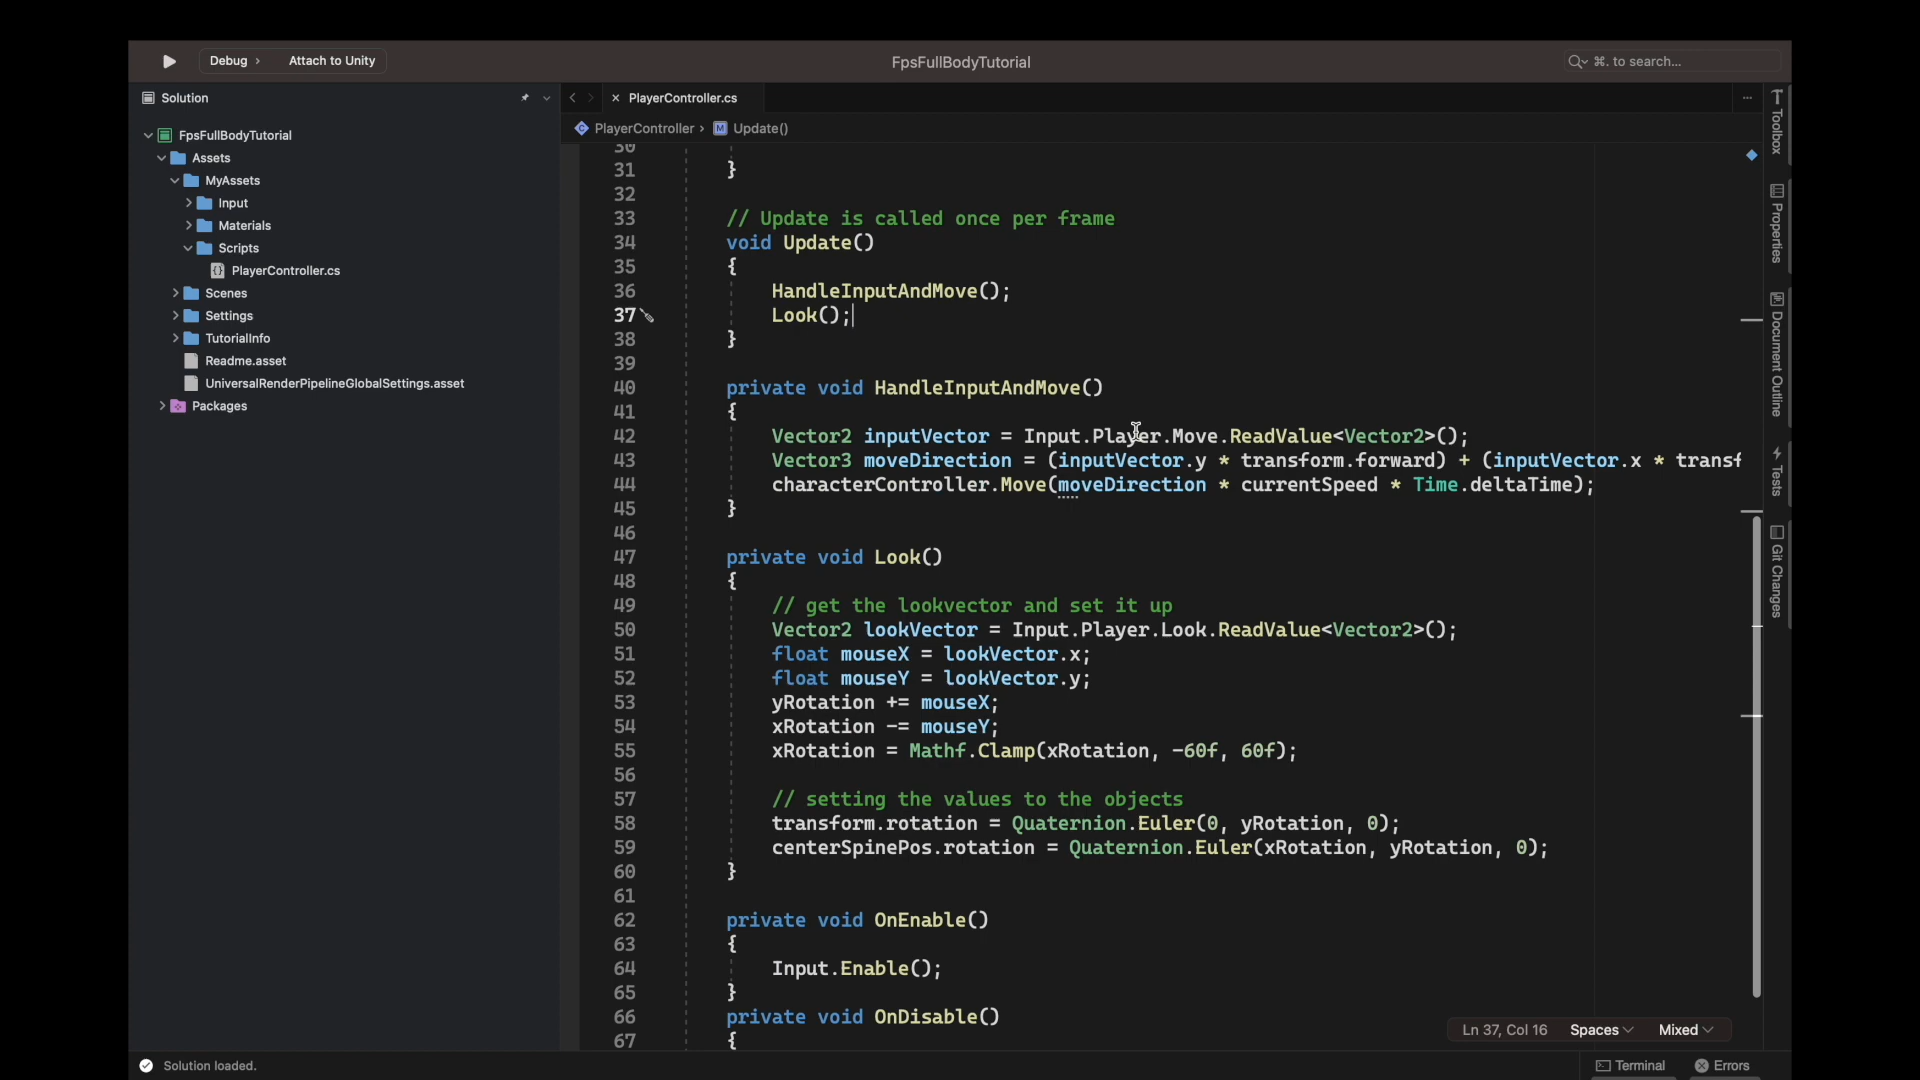 Debug › Attach to Unity
FpsFullBodyTutorial
⌘. to search...
Solution
PlayerController.cs
...
PlayerController › M Update()
FpsFullBodyTutorial
Assets
MyAssets
Input
Materials
Scripts
PlayerController.cs
Scenes
Settings
TutorialInfo
Readme.asset
UniversalRenderPipelineGlobalSettings.asset
Packages
30
31 }
32
33 // Update is called once per frame
34 void Update()
35 {
36 HandleInputAndMove();
37 Look();
38 }
39
40 private void HandleInputAndMove()
41 {
42 Vector2 inputVector = Input.Player.Move.ReadValue<Vector2>();
43 Vector3 moveDirection = (inputVector.y * transform.forward) + (inputVector.x * transf
44 characterController.Move(moveDirection * currentSpeed * Time.deltaTime);
45 }
46
47 private void Look()
48 {
49 // get the lookvector and set it up
50 Vector2 lookVector = Input.Player.Look.ReadValue<Vector2>();
51 float mouseX = lookVector.x;
52 float mouseY = lookVector.y;
53 yRotation += mouseX;
54 xRotation -= mouseY;
55 xRotation = Mathf.Clamp(xRotation, -60f, 60f);
56
57 // setting the values to the objects
58 transform.rotation = Quaternion.Euler(0, yRotation, 0);
59 centerSpinePos.rotation = Quaternion.Euler(xRotation, yRotation, 0);
60 }
61
62 private void OnEnable()
63 {
64 Input.Enable();
65 }
66 private void OnDisable()
67 {
Toolbox
Properties
Document Outline
Tests
Git Changes
Ln 37, Col 16 Spaces Mixed
Solution loaded.
Terminal Errors